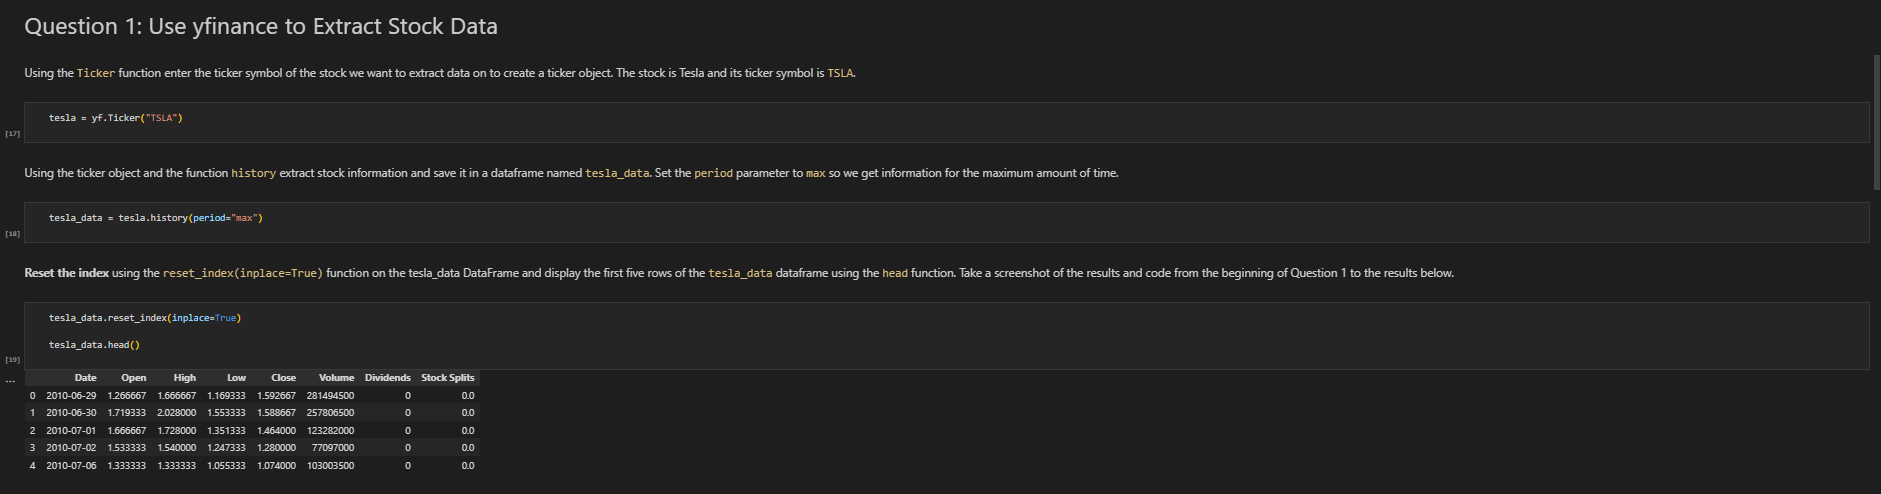 Question 1: Use yfinance to Extract Stock Data
Using the Ticker function enter the ticker symbol of the stock we want to extract data on to create a ticker object. The stock is Tesla and its ticker symbol is TSLA.
tesla = yf.Ticker("TSLA")
[17]
Using the ticker object and the function history extract stock information and save it in a dataframe named tesla_data. Set the period parameter to max so we get information for the maximum amount of time.
tesla_data = tesla.history(period="max")
[18]
Reset the index using the reset_index(inplace=True) function on the tesla_data DataFrame and display the first five rows of the tesla_data dataframe using the head function. Take a screenshot of the results and code from the beginning of Question 1 to the results below.
tesla_data.reset_index(inplace=True)
tesla_data.head()
[19]
... Date Open High Low Close Volume Dividends Stock Splits
0 2010-06-29 1.266667 1.666667 1.169333 1.592667 281494500 0 0.0
1 2010-06-30 1.719333 2.028000 1.553333 1.588667 257806500 0 0.0
2 2010-07-01 1.666667 1.728000 1.351333 1.464000 123282000 0 0.0
3 2010-07-02 1.533333 1.540000 1.247333 1.280000 77097000 0 0.0
4 2010-07-06 1.333333 1.333333 1.055333 1.074000 103003500 0 0.0